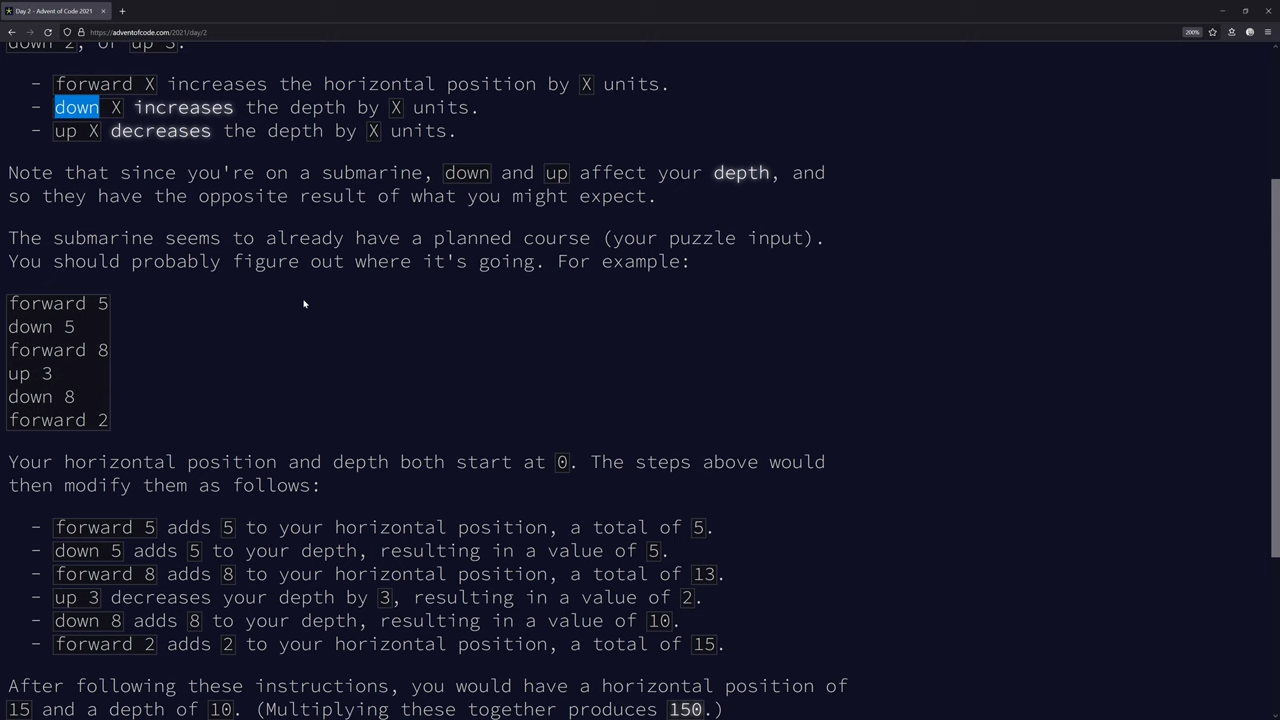 Day 2 - Advent of Code 2021
https://adventofcode.com/2021/day/2
200%
down 2, or up 3.
- forward X increases the horizontal position by X units.
- down X increases the depth by X units.
- up X decreases the depth by X units.
Note that since you're on a submarine, down and up affect your depth, and
so they have the opposite result of what you might expect.
The submarine seems to already have a planned course (your puzzle input).
You should probably figure out where it's going. For example:
forward 5
down 5
forward 8
up 3
down 8
forward 2
Your horizontal position and depth both start at 0. The steps above would
then modify them as follows:
- forward 5 adds 5 to your horizontal position, a total of 5.
- down 5 adds 5 to your depth, resulting in a value of 5.
- forward 8 adds 8 to your horizontal position, a total of 13.
- up 3 decreases your depth by 3, resulting in a value of 2.
- down 8 adds 8 to your depth, resulting in a value of 10.
- forward 2 adds 2 to your horizontal position, a total of 15.
After following these instructions, you would have a horizontal position of
15 and a depth of 10. (Multiplying these together produces 150.)